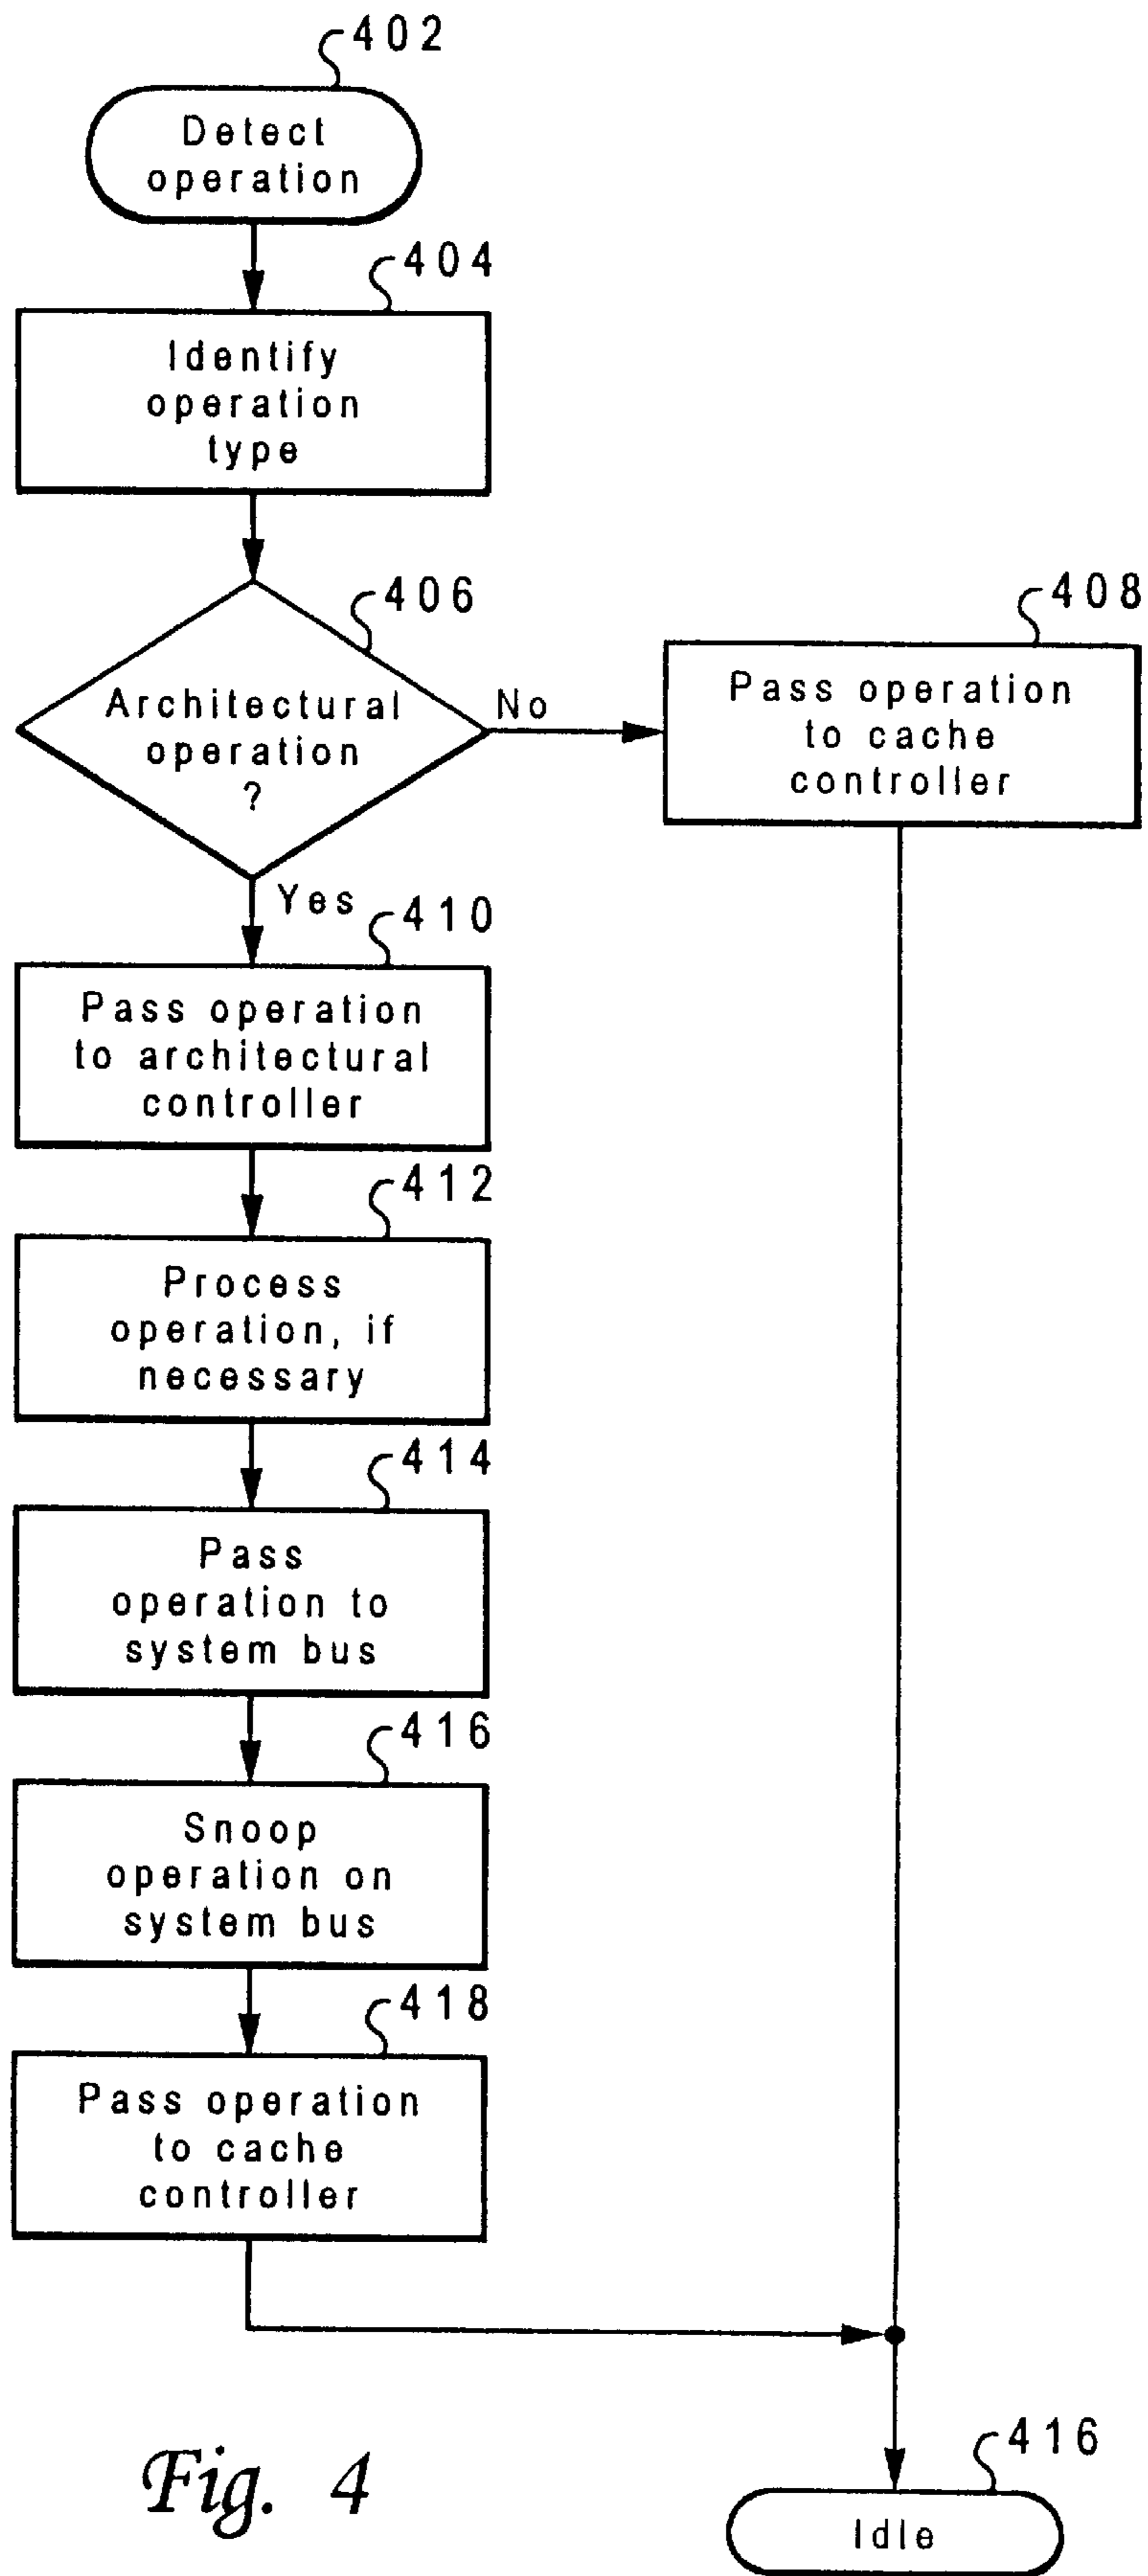 402
Detect
operation
404
Identify
operation
type
406
Architectural
operation
?
No
408
Pass operation
to cache
controller
Yes
410
Pass operation
to architectural
controller
412
Process
operation, if
necessary
414
Pass
operation to
system bus
416
Snoop
operation on
system bus
418
Pass operation
to cache
controller
416
Idle
Fig. 4